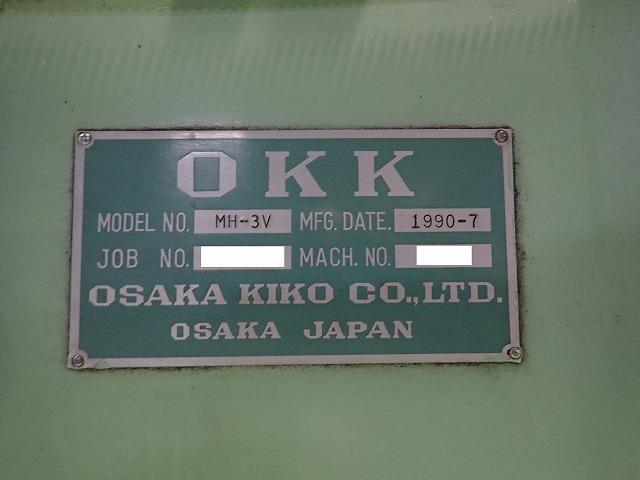 OKK
MODEL NO. MH-3V MFG. DATE. 1990-7
JOB NO. MACH. NO.
OSAKA KIKO CO.,LTD.
OSAKA JAPAN